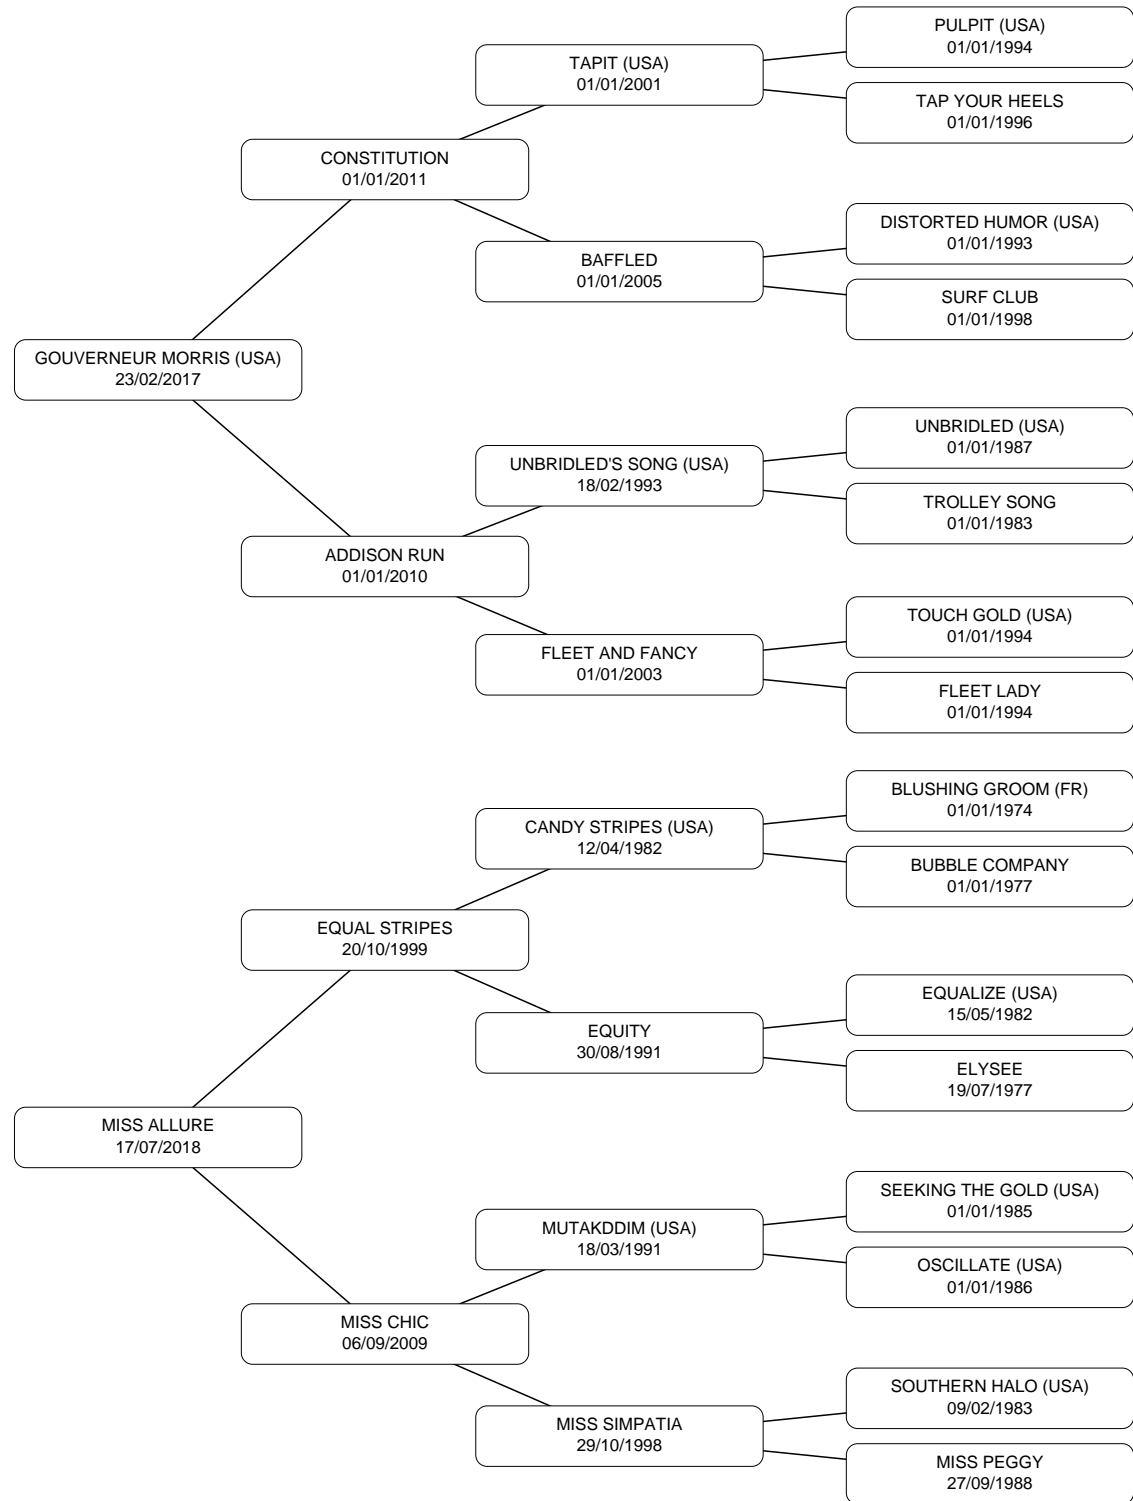 PULPIT (USA)
01/01/1994
TAPIT (USA)
01/01/2001
TAP YOUR HEELS
01/01/1996
CONSTITUTION
01/01/2011
DISTORTED HUMOR (USA)
01/01/1993
BAFFLED
01/01/2005
SURF CLUB
01/01/1998
GOUVERNEUR MORRIS (USA)
23/02/2017
UNBRIDLED (USA)
01/01/1987
UNBRIDLED'S SONG (USA)
18/02/1993
TROLLEY SONG
01/01/1983
ADDISON RUN
01/01/2010
TOUCH GOLD (USA)
01/01/1994
FLEET AND FANCY
01/01/2003
FLEET LADY
01/01/1994
BLUSHING GROOM (FR)
01/01/1974
CANDY STRIPES (USA)
12/04/1982
BUBBLE COMPANY
01/01/1977
EQUAL STRIPES
20/10/1999
EQUALIZE (USA)
15/05/1982
EQUITY
30/08/1991
ELYSEE
19/07/1977
MISS ALLURE
17/07/2018
SEEKING THE GOLD (USA)
01/01/1985
MUTAKDDIM (USA)
18/03/1991
OSCILLATE (USA)
01/01/1986
MISS CHIC
06/09/2009
SOUTHERN HALO (USA)
09/02/1983
MISS SIMPATIA
29/10/1998
MISS PEGGY
27/09/1988